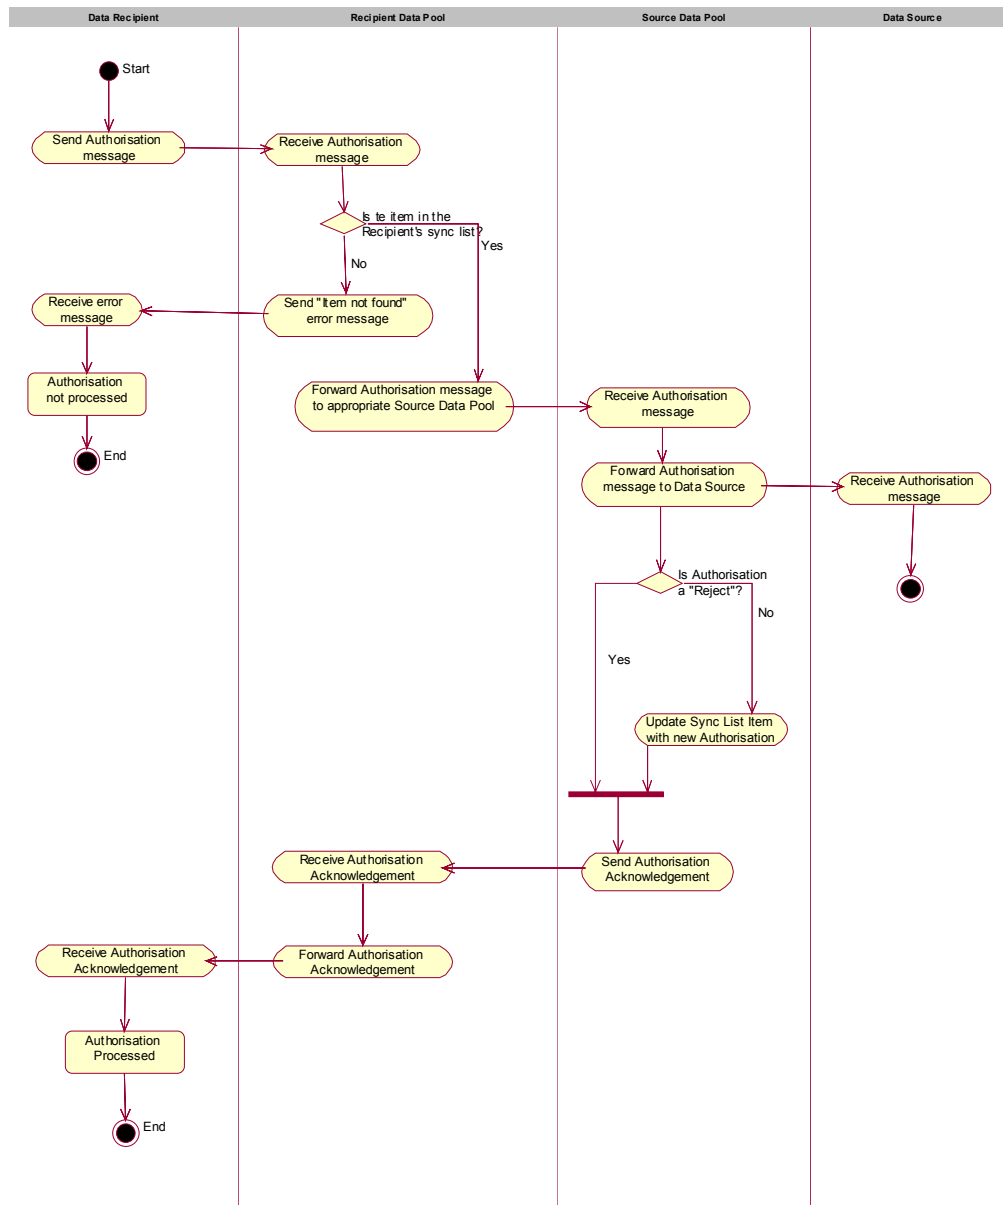 Data Recipient
Recipient Data Pool
Source Data Pool
Data Source
Start
Send Authorisation
message
Receive Authorisation
message
Is te item in the
Recipient's sync list?
Yes
No
Receive error
message
Send "Item not found"
error message
Authorisation
not processed
Forward Authorisation message
to appropriate Source Data Pool
Receive Authorisation
message
End
Forward Authorisation
message to Data Source
Receive Authorisation
message
Is Authorisation
a "Reject"?
No
Yes
Update Sync List Item
with new Authorisation
Receive Authorisation
Acknowledgement
Send Authorisation
Acknowledgement
Receive Authorisation
Acknowledgement
Forward Authorisation
Acknowledgement
Authorisation
Processed
End